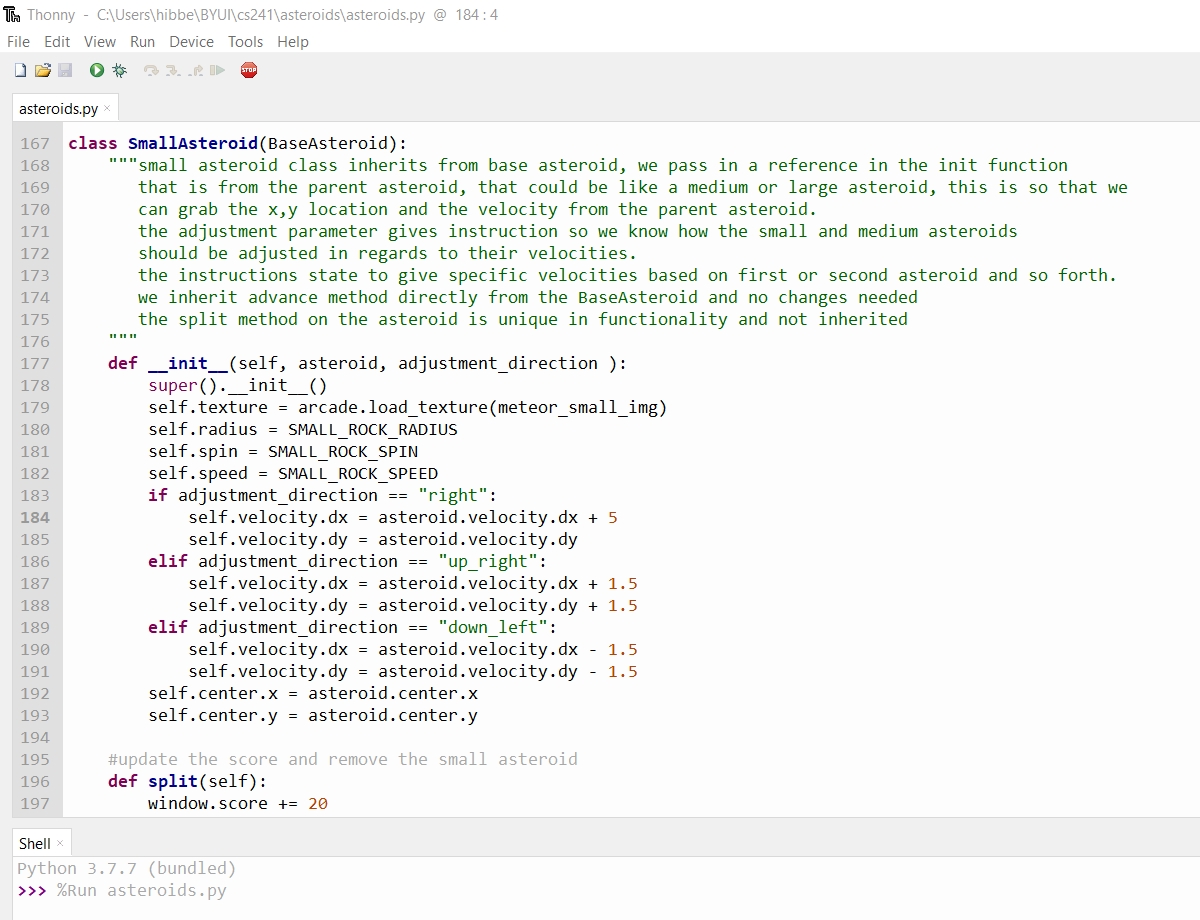 Thonny - C:\Users\hibbe\BYUI\cs241\asteroids\asteroids.py @ 184 : 4
File Edit View Run Device Tools Help
STOP
asteroids.py ×
167 class SmallAsteroid(BaseAsteroid):
168     """small asteroid class inherits from base asteroid, we pass in a reference in the init function
169        that is from the parent asteroid, that could be like a medium or large asteroid, this is so that we
170        can grab the x,y location and the velocity from the parent asteroid.
171        the adjustment parameter gives instruction so we know how the small and medium asteroids
172        should be adjusted in regards to their velocities.
173        the instructions state to give specific velocities based on first or second asteroid and so forth.
174        we inherit advance method directly from the BaseAsteroid and no changes needed
175        the split method on the asteroid is unique in functionality and not inherited
176     """
177     def __init__(self, asteroid, adjustment_direction ):
178         super().__init__()
179         self.texture = arcade.load_texture(meteor_small_img)
180         self.radius = SMALL_ROCK_RADIUS
181         self.spin = SMALL_ROCK_SPIN
182         self.speed = SMALL_ROCK_SPEED
183         if adjustment_direction == "right":
184             self.velocity.dx = asteroid.velocity.dx + 5
185             self.velocity.dy = asteroid.velocity.dy
186         elif adjustment_direction == "up_right":
187             self.velocity.dx = asteroid.velocity.dx + 1.5
188             self.velocity.dy = asteroid.velocity.dy + 1.5
189         elif adjustment_direction == "down_left":
190             self.velocity.dx = asteroid.velocity.dx - 1.5
191             self.velocity.dy = asteroid.velocity.dy - 1.5
192         self.center.x = asteroid.center.x
193         self.center.y = asteroid.center.y
194
195     #update the score and remove the small asteroid
196     def split(self):
197         window.score += 20
Shell ×
Python 3.7.7 (bundled)
>>> %Run asteroids.py